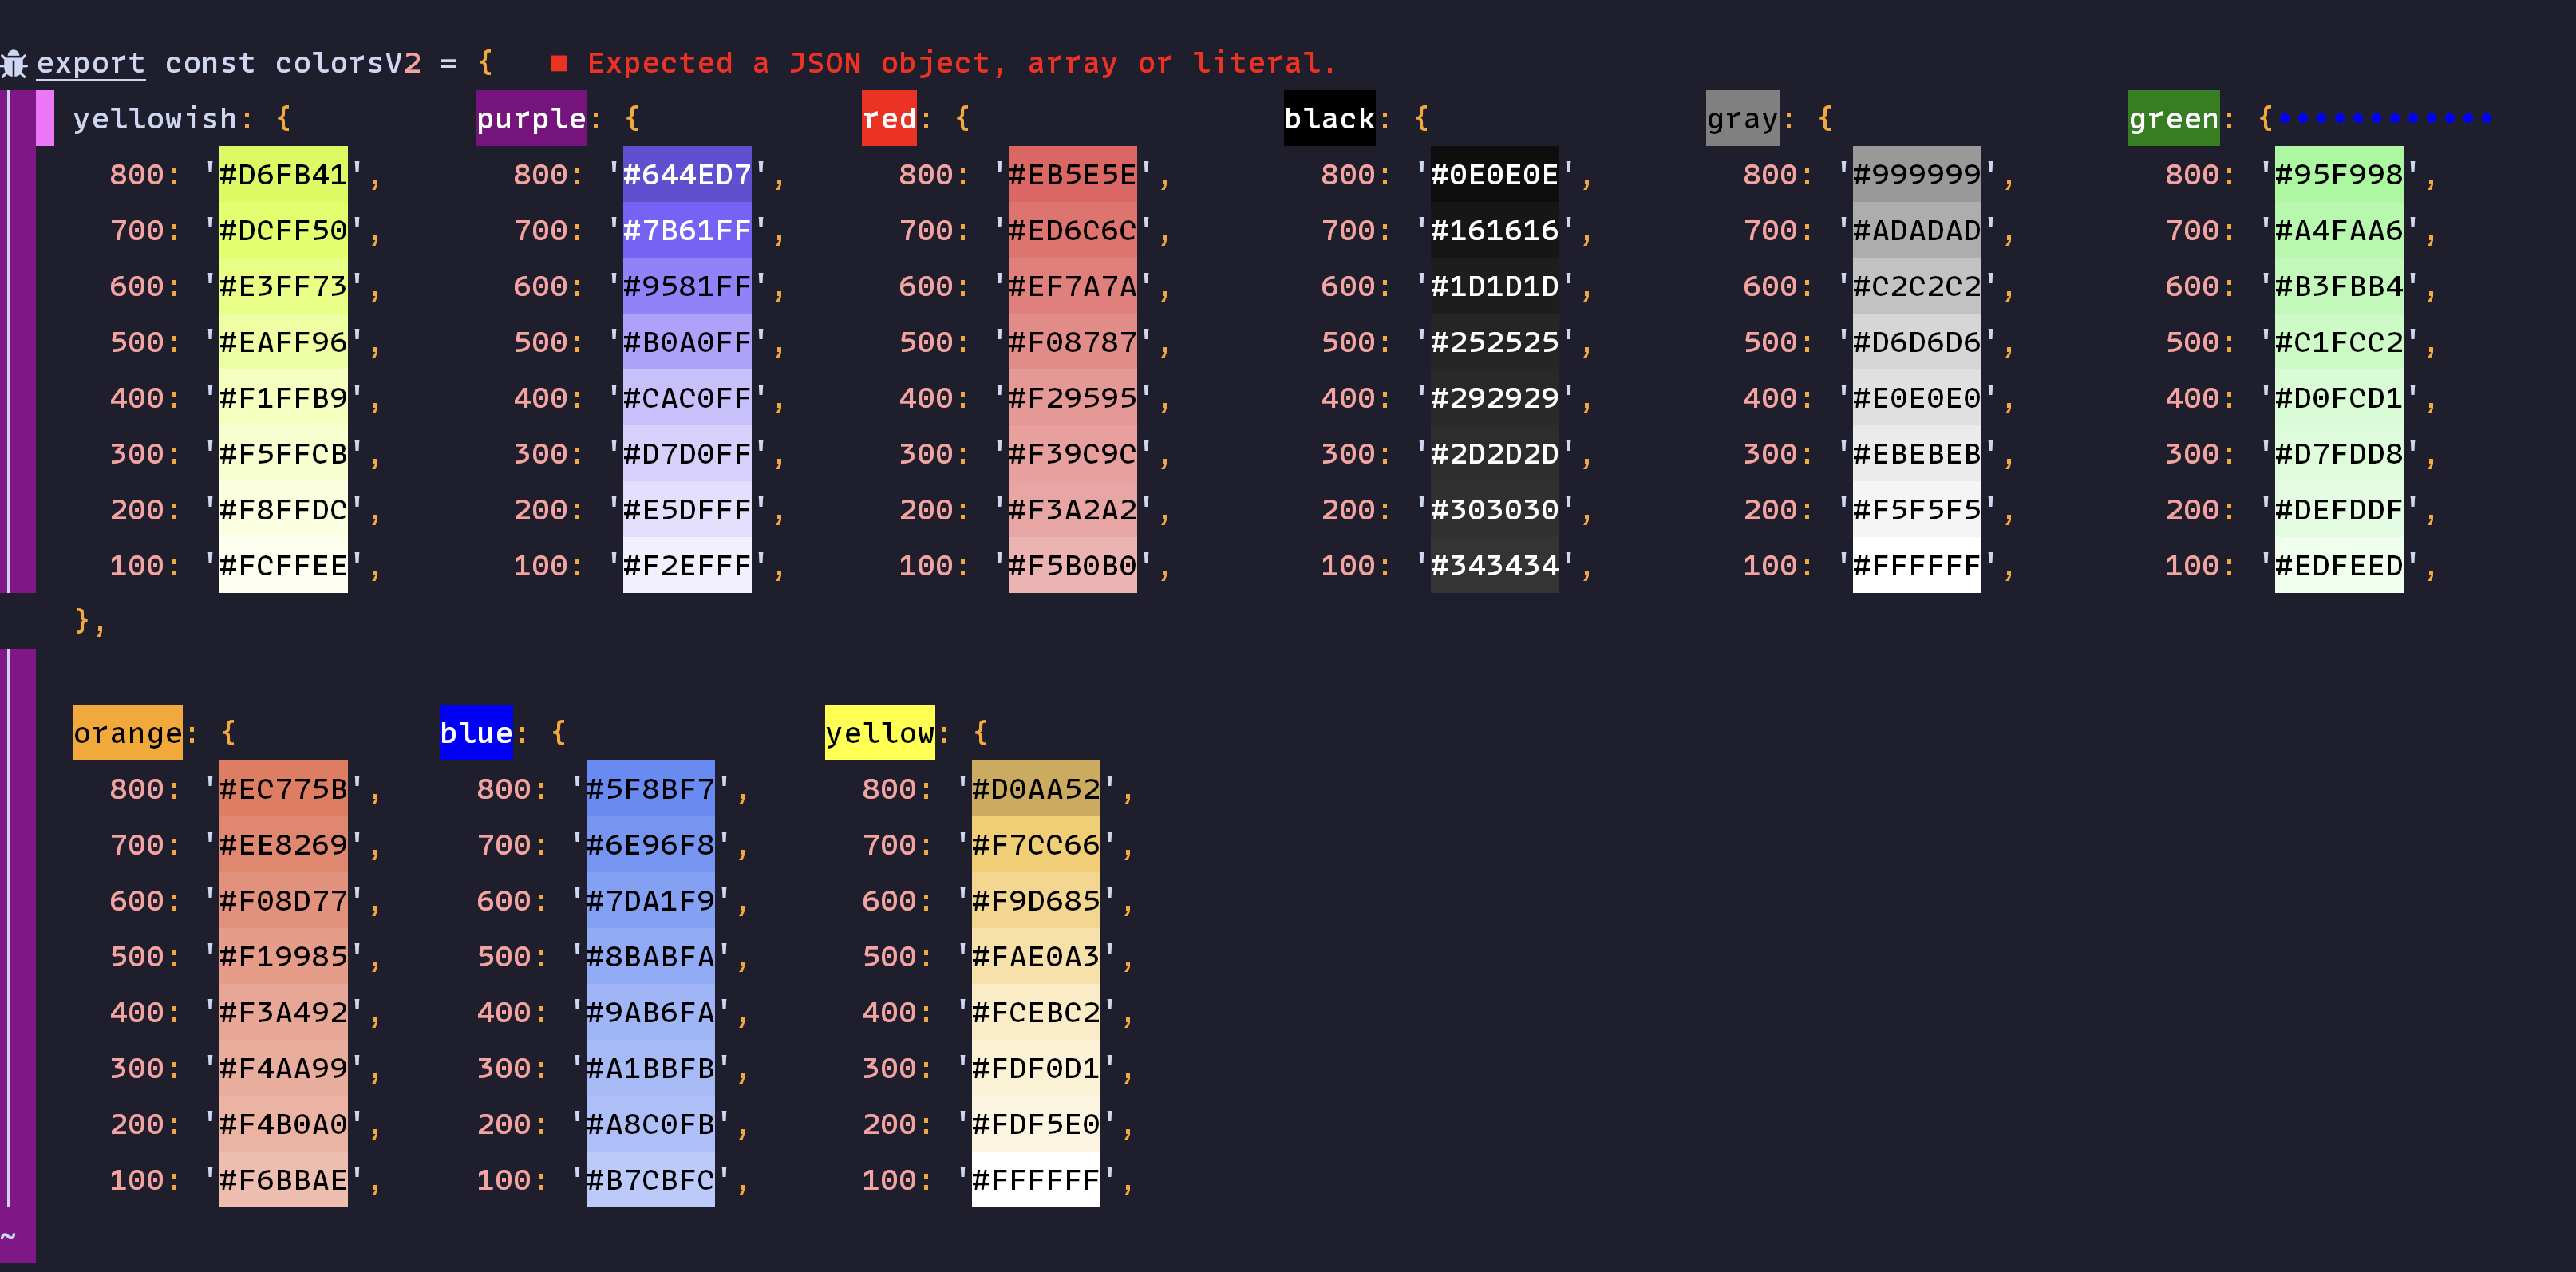 export const colorsV2 = { ■ Expected a JSON object, array or literal.
yellowish: { purple: { red: { black: { gray: { green: {
800: '#D6FB41', 800: '#644ED7', 800: '#EB5E5E', 800: '#0E0E0E', 800: '#999999', 800: '#95F998',
700: '#DCFF50', 700: '#7B61FF', 700: '#ED6C6C', 700: '#161616', 700: '#ADADAD', 700: '#A4FAA6',
600: '#E3FF73', 600: '#9581FF', 600: '#EF7A7A', 600: '#1D1D1D', 600: '#C2C2C2', 600: '#B3FBB4',
500: '#EAFF96', 500: '#B0A0FF', 500: '#F08787', 500: '#252525', 500: '#D6D6D6', 500: '#C1FCC2',
400: '#F1FFB9', 400: '#CAC0FF', 400: '#F29595', 400: '#292929', 400: '#E0E0E0', 400: '#D0FCD1',
300: '#F5FFCB', 300: '#D7D0FF', 300: '#F39C9C', 300: '#2D2D2D', 300: '#EBEBEB', 300: '#D7FDD8',
200: '#F8FFDC', 200: '#E5DFFF', 200: '#F3A2A2', 200: '#303030', 200: '#F5F5F5', 200: '#DEFDDF',
100: '#FCFFEE', 100: '#F2EFFF', 100: '#F5B0B0', 100: '#343434', 100: '#FFFFFF', 100: '#EDFEED',
},
orange: { blue: { yellow: {
800: '#EC775B', 800: '#5F8BF7', 800: '#D0AA52',
700: '#EE8269', 700: '#6E96F8', 700: '#F7CC66',
600: '#F08D77', 600: '#7DA1F9', 600: '#F9D685',
500: '#F19985', 500: '#8BABFA', 500: '#FAE0A3',
400: '#F3A492', 400: '#9AB6FA', 400: '#FCEBC2',
300: '#F4AA99', 300: '#A1BBFB', 300: '#FDF0D1',
200: '#F4B0A0', 200: '#A8C0FB', 200: '#FDF5E0',
100: '#F6BBAE', 100: '#B7CBFC', 100: '#FFFFFF',
~